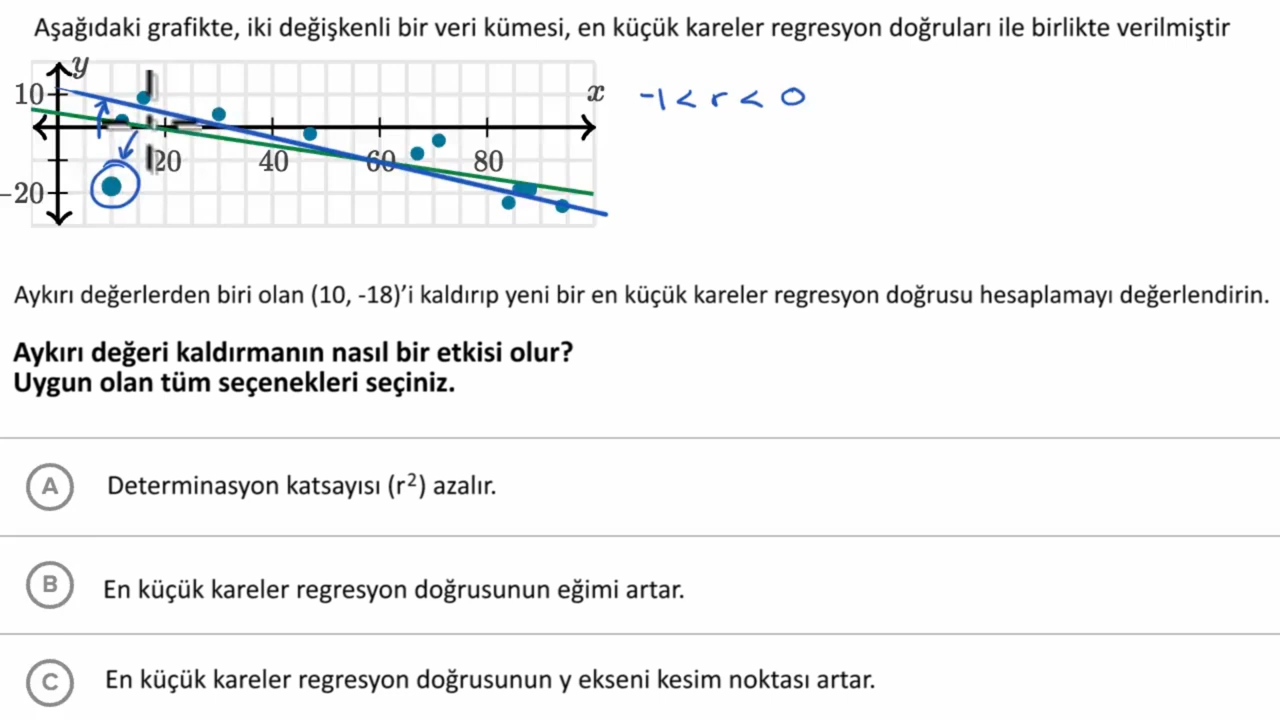 Aşağıdaki grafikte, iki değişkenli bir veri kümesi, en küçük kareler regresyon doğruları ile birlikte verilmiştir
y
10
x
-1 < r < 0
20 40 60 80
-20
Aykırı değerlerden biri olan (10, -18)'i kaldırıp yeni bir en küçük kareler regresyon doğrusu hesaplamayı değerlendirin.
Aykırı değeri kaldırmanın nasıl bir etkisi olur?
Uygun olan tüm seçenekleri seçiniz.
A Determinasyon katsayısı (r²) azalır.
B En küçük kareler regresyon doğrusunun eğimi artar.
C En küçük kareler regresyon doğrusunun y ekseni kesim noktası artar.